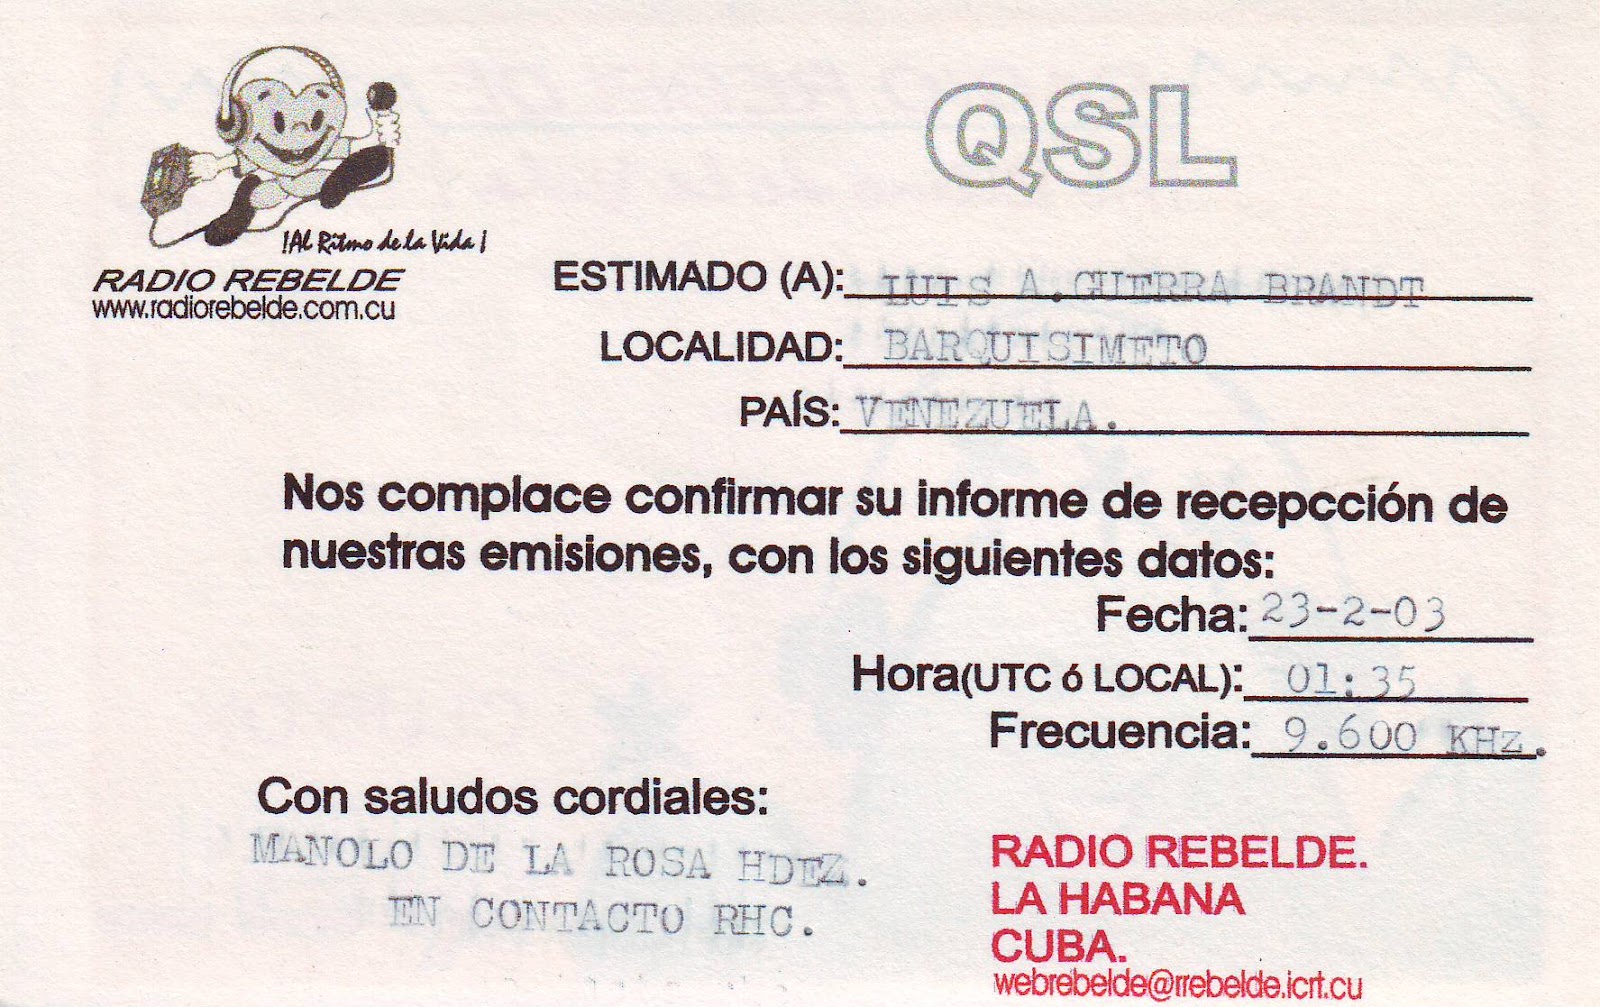 QSL
!Al Ritmo de la Vida¡
RADIO REBELDE
www.radiorebelde.com.cu
ESTIMADO (A): LUIS A.GUERRA BRANDT
LOCALIDAD: BARQUISIMETO
PAÍS: VENEZUELA.
Nos complace confirmar su informe de recepcción de
nuestras emisiones, con los siguientes datos:
Fecha: 23-2-03
Hora(UTC ó LOCAL): 01:35
Frecuencia: 9.600 KHz.
Con saludos cordiales:
MANOLO DE LA ROSA HDEZ.
EN CONTACTO RHC.
RADIO REBELDE.
LA HABANA
CUBA.
webrebelde@rrebelde.icrt.cu